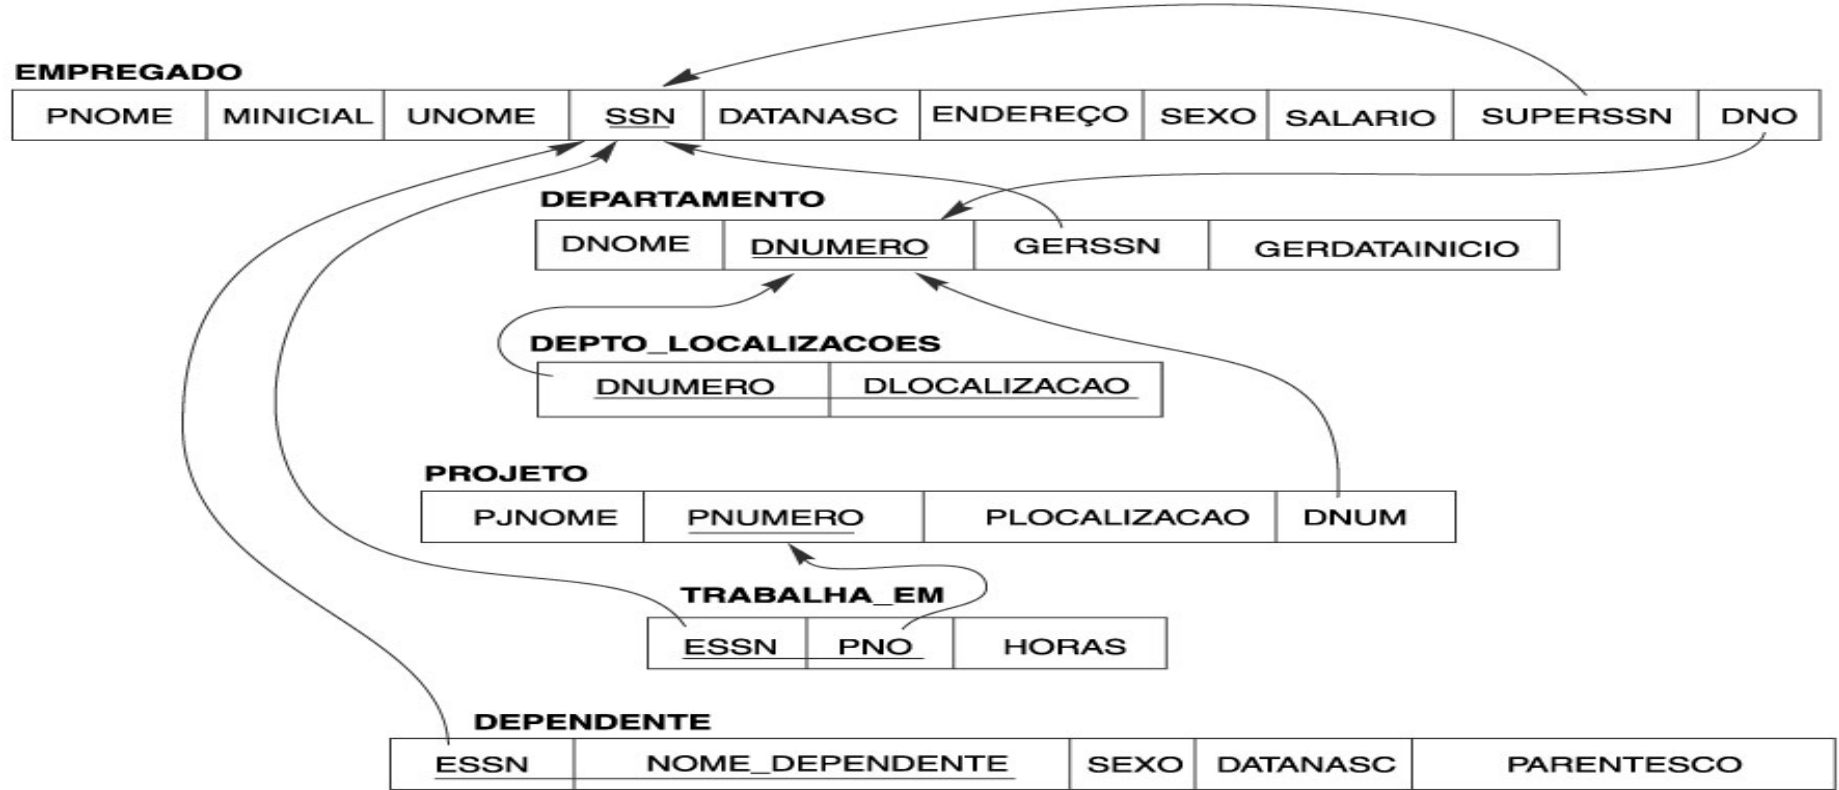 EMPREGADO
PNOME MINICIAL UNOME SSN DATANASC ENDEREÇO SEXO SALARIO SUPERSSN DNO
DEPARTAMENTO
DNOME DNUMERO GERSSN GERDATAINICIO
DEPTO_LOCALIZACOES
DNUMERO DLOCALIZACAO
PROJETO
PJNOME PNUMERO PLOCALIZACAO DNUM
TRABALHA_EM
ESSN PNO HORAS
DEPENDENTE
ESSN NOME_DEPENDENTE SEXO DATANASC PARENTESCO